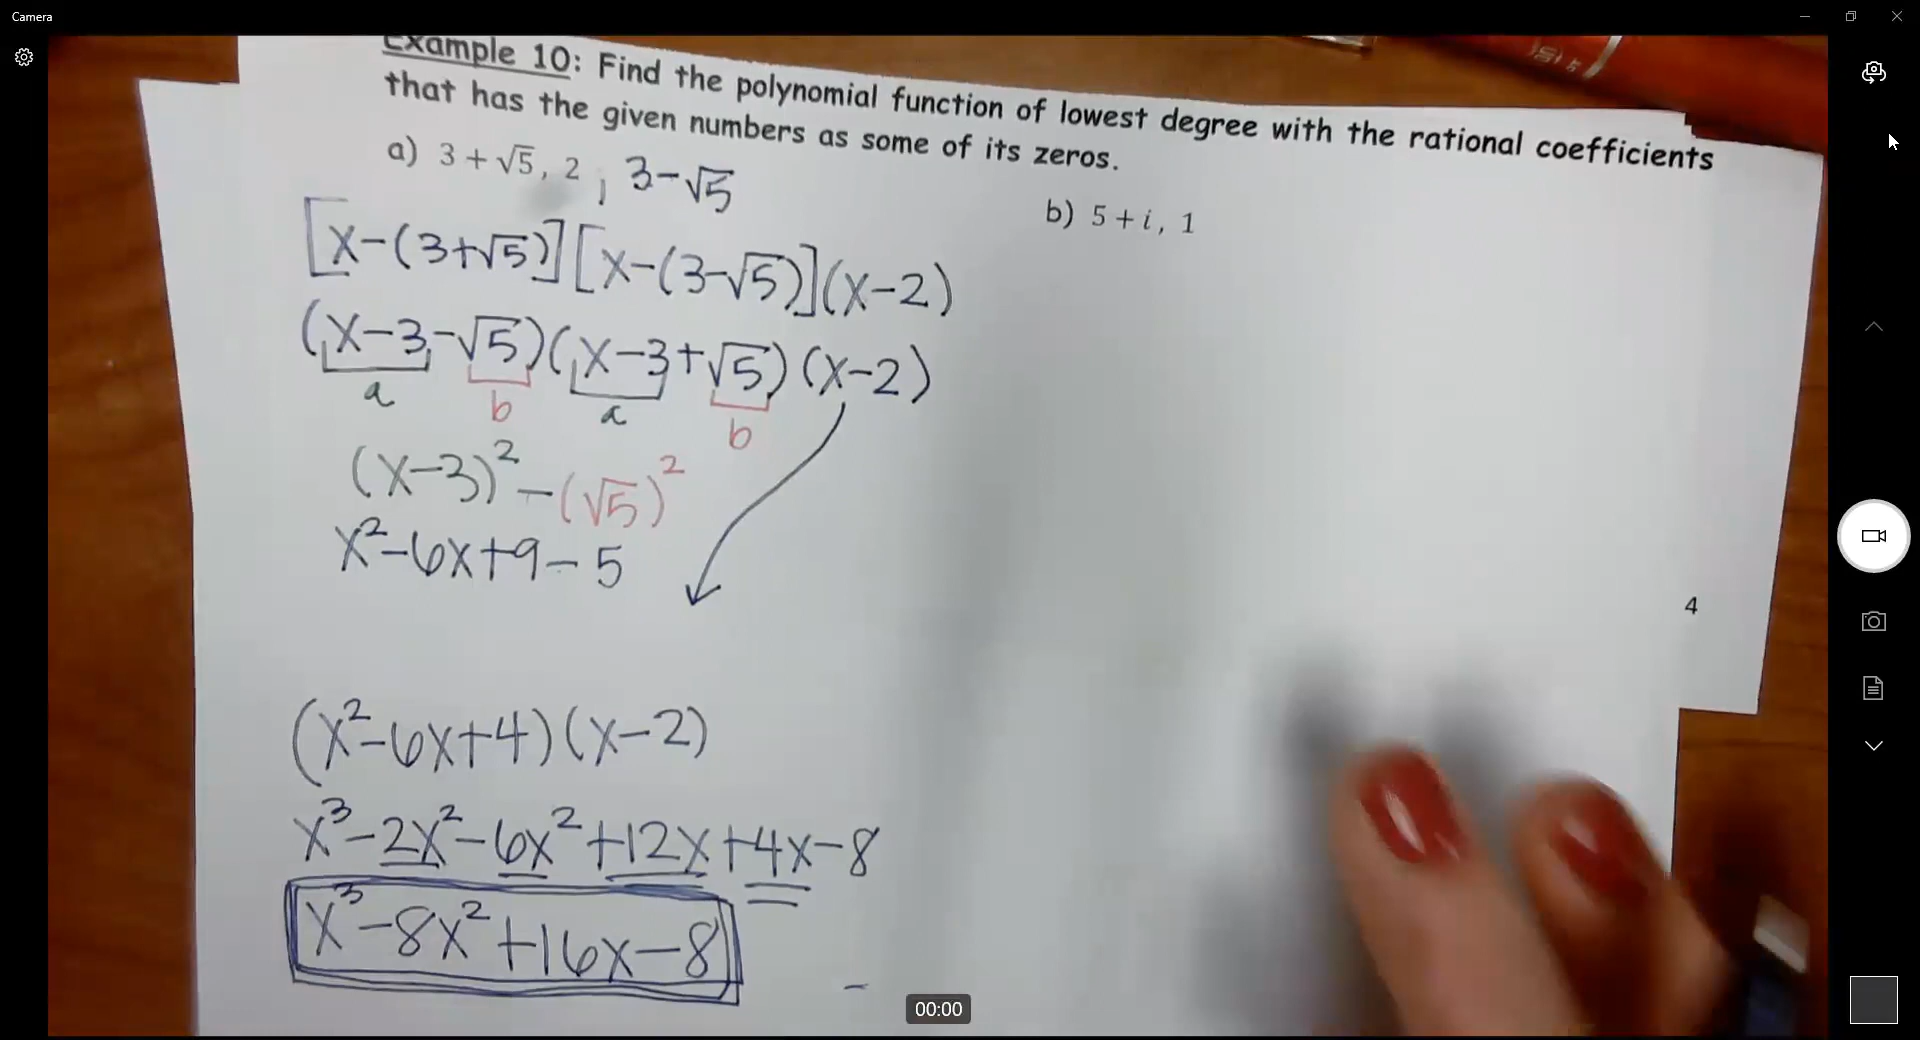 Camera
Example 10: Find the polynomial function of lowest degree with the rational coefficients
that has the given numbers as some of its zeros.
a) 3 + √5, 2 ; 3-√5
b) 5 + i, 1
[x-(3+√5)][x-(3-√5)](x-2)
(x-3-√5)(x-3+√5)(x-2)
a b a b
(x-3)² - (√5)²
x²-6x+9-5
4
(x²-6x+4)(x-2)
x³-2x²-6x²+12x+4x-8
x³-8x²+16x-8
00:00